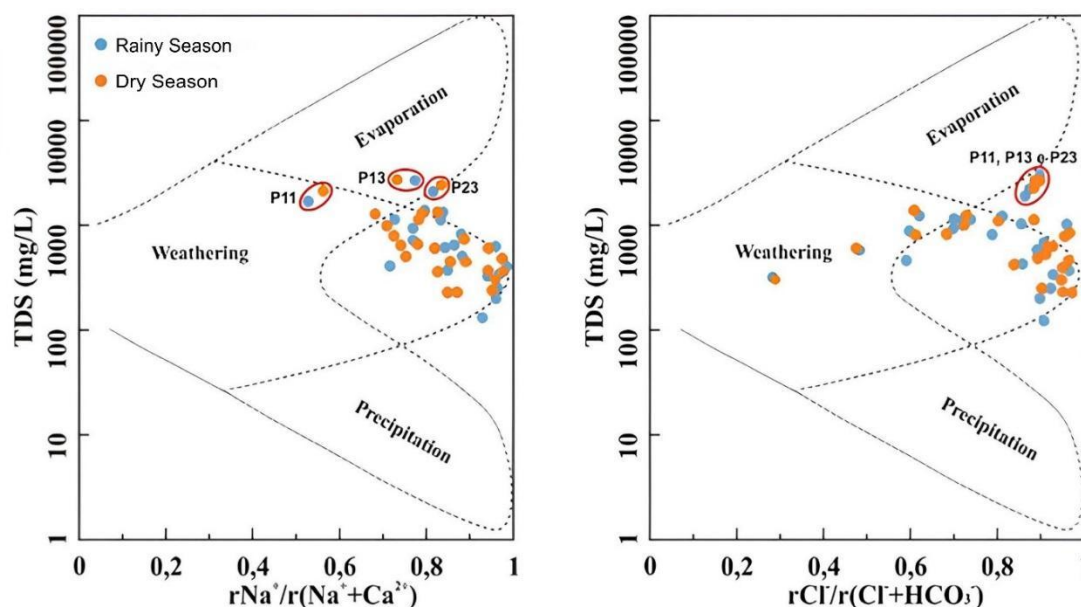 Rainy Season
Dry Season
TDS (mg/L)
100000
10000
1000
100
10
1
Evaporation
P13
P23
P11
Weathering
Precipitation
0 0,2 0,4 0,6 0,8 1
rNa⁺/r(Na⁺+Ca²⁺)
TDS (mg/L)
100000
10000
1000
100
10
1
Evaporation
P11, P13 e P23
Weathering
Precipitation
0 0,2 0,4 0,6 0,8 1
rCl⁻/r(Cl⁻+HCO₃⁻)